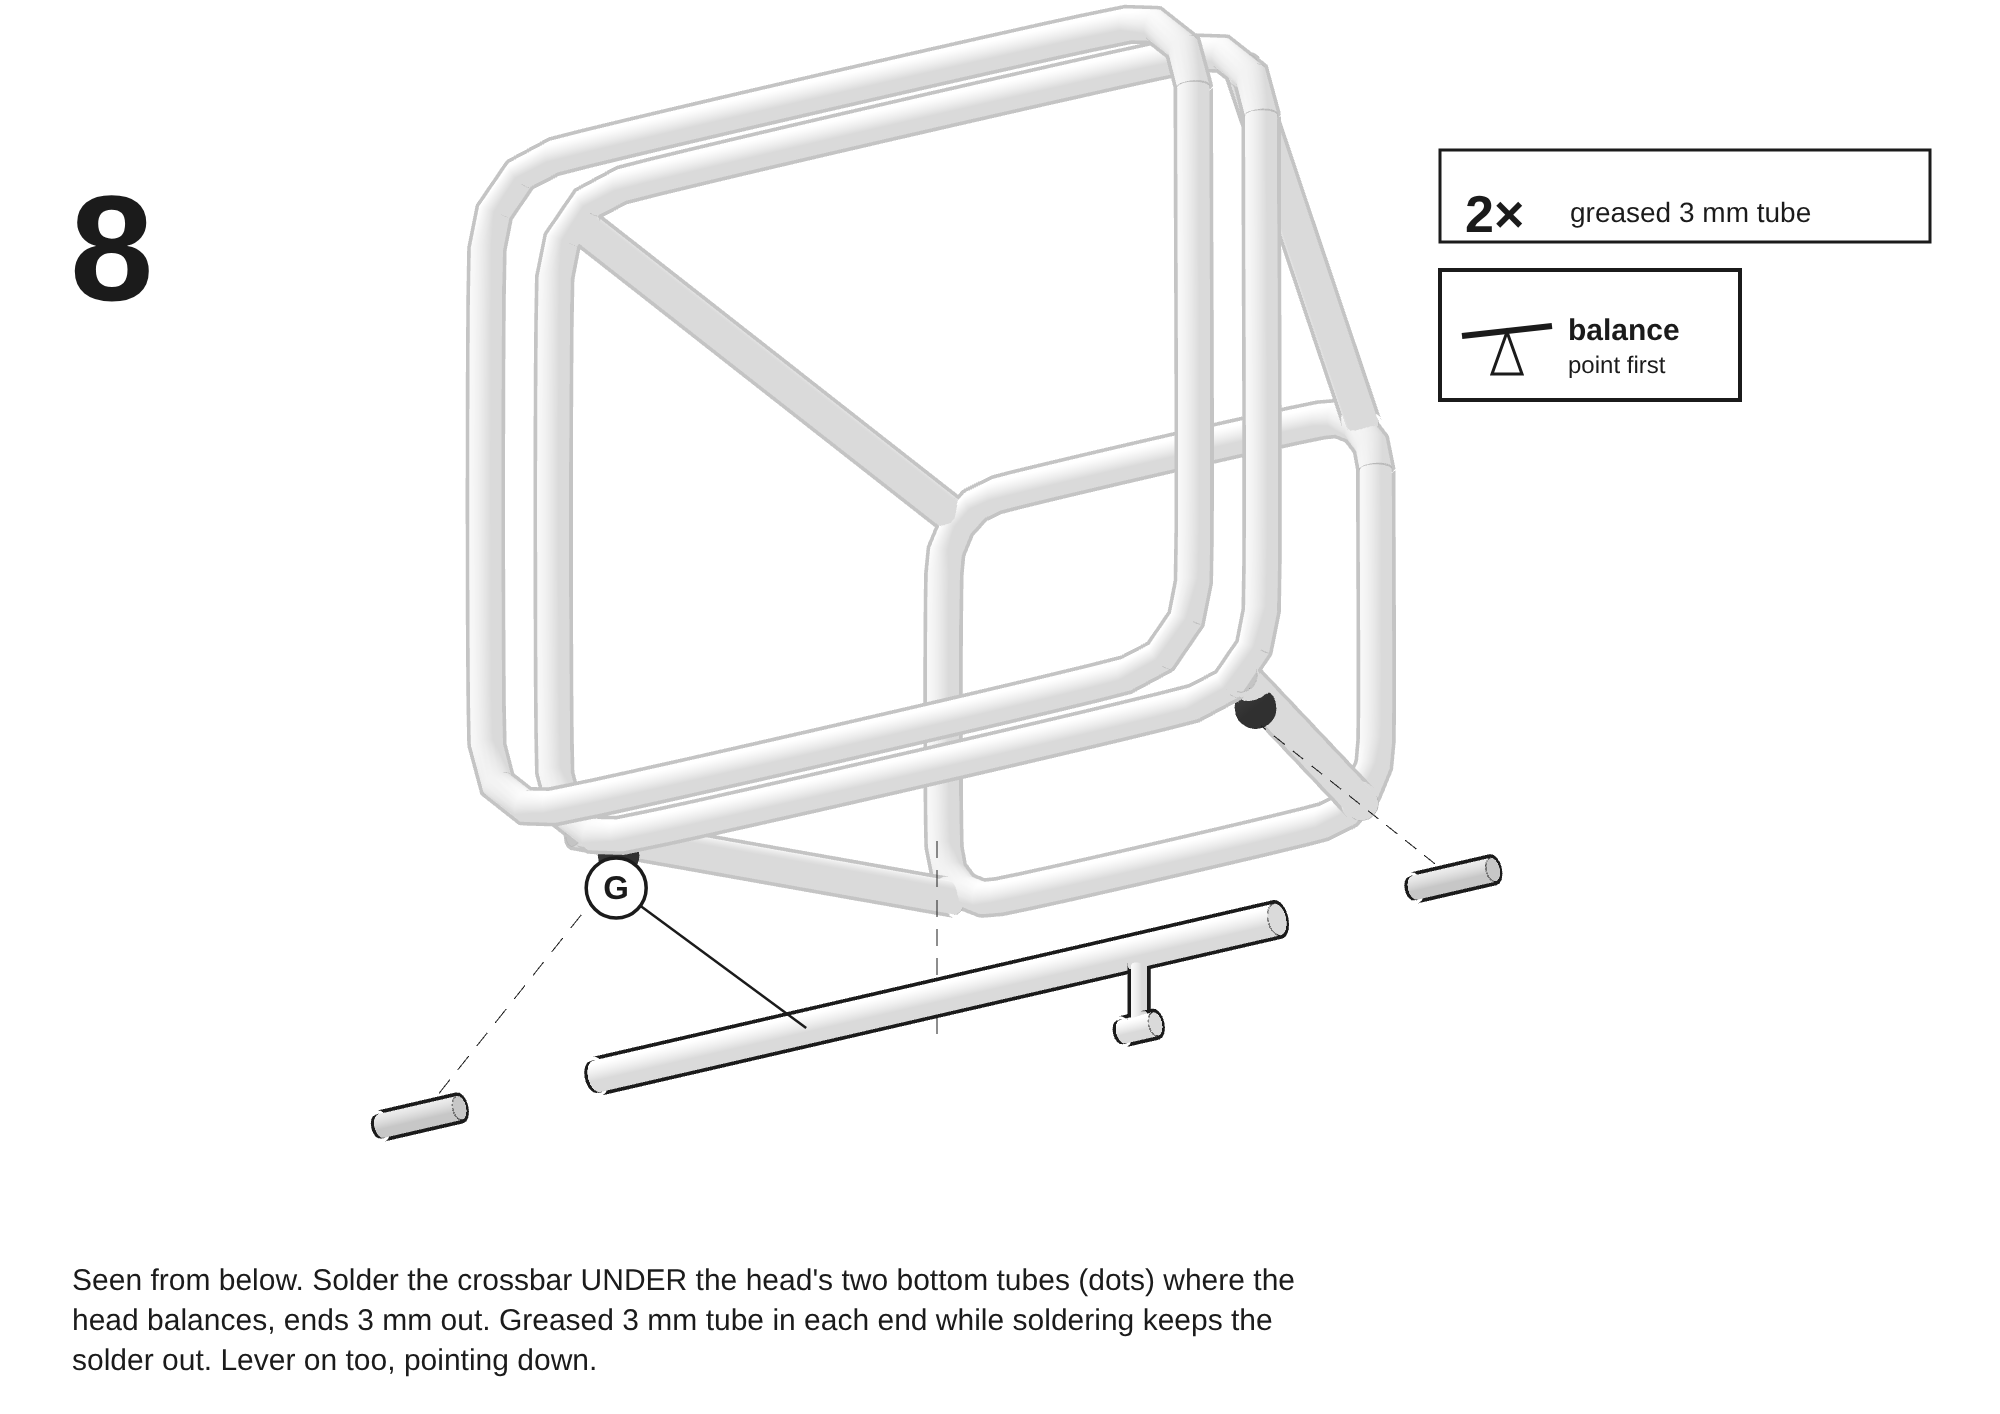 8
2× greased 3 mm tube
balance
point first
G
Seen from below. Solder the crossbar UNDER the head's two bottom tubes (dots) where the
head balances, ends 3 mm out. Greased 3 mm tube in each end while soldering keeps the
solder out. Lever on too, pointing down.